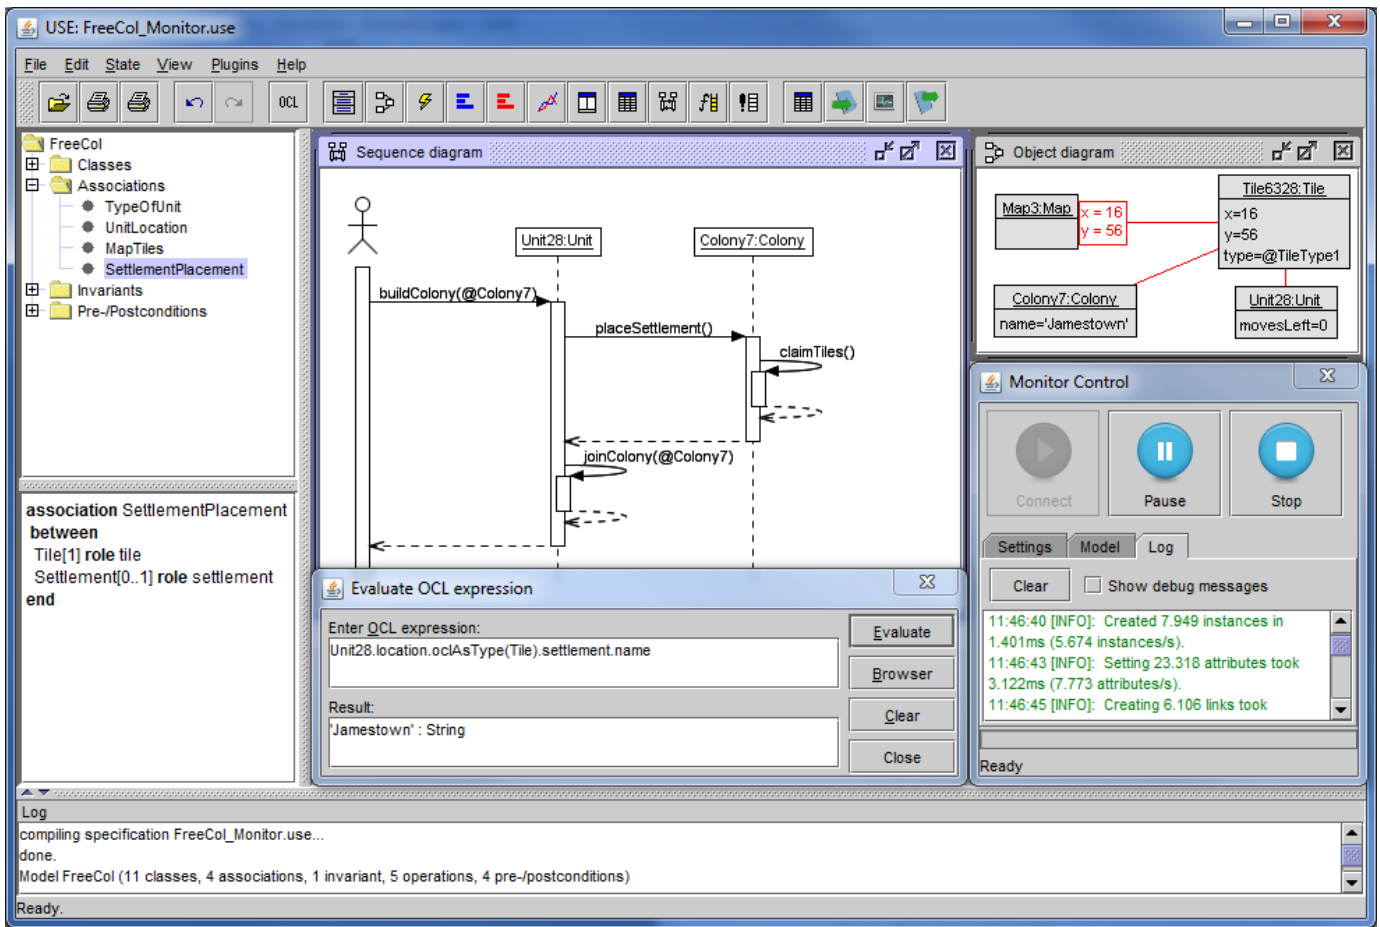 USE: FreeCol_Monitor.use
File Edit State View Plugins Help
OCL
FreeCol
Classes
Associations
TypeOfUnit
UnitLocation
MapTiles
SettlementPlacement
Invariants
Pre-/Postconditions
association SettlementPlacement
between
Tile[1] role tile
Settlement[0..1] role settlement
end
Sequence diagram
Unit28:Unit
Colony7:Colony
buildColony(@Colony7)
placeSettlement()
claimTiles()
joinColony(@Colony7)
Object diagram
Map3:Map
x = 16
y = 56
Tile6328:Tile
x=16
y=56
type=@TileType1
Colony7:Colony
name='Jamestown'
Unit28:Unit
movesLeft=0
Evaluate OCL expression
Enter OCL expression:
Unit28.location.oclAsType(Tile).settlement.name
Result:
'Jamestown' : String
Evaluate
Browser
Clear
Close
Monitor Control
Connect Pause Stop
Settings Model Log
Clear Show debug messages
11:46:40 [INFO]: Created 7.949 instances in
1.401ms (5.674 instances/s).
11:46:43 [INFO]: Setting 23.318 attributes took
3.122ms (7.773 attributes/s).
11:46:45 [INFO]: Creating 6.106 links took
Ready
Log
compiling specification FreeCol_Monitor.use...
done.
Model FreeCol (11 classes, 4 associations, 1 invariant, 5 operations, 4 pre-/postconditions)
Ready.